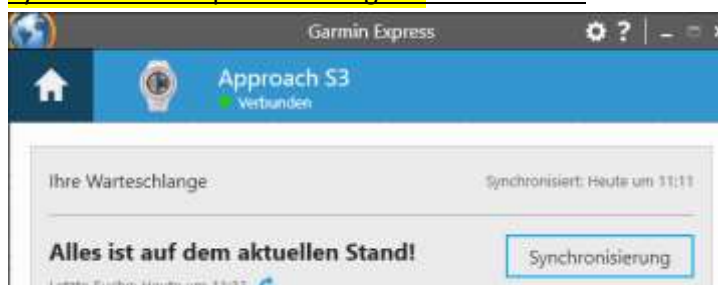 Garmin Express
?
Approach S3
Verbunden
Ihre Warteschlange
Synchronisiert: Heute um 11:11
Alles ist auf dem aktuellen Stand!
Synchronisierung